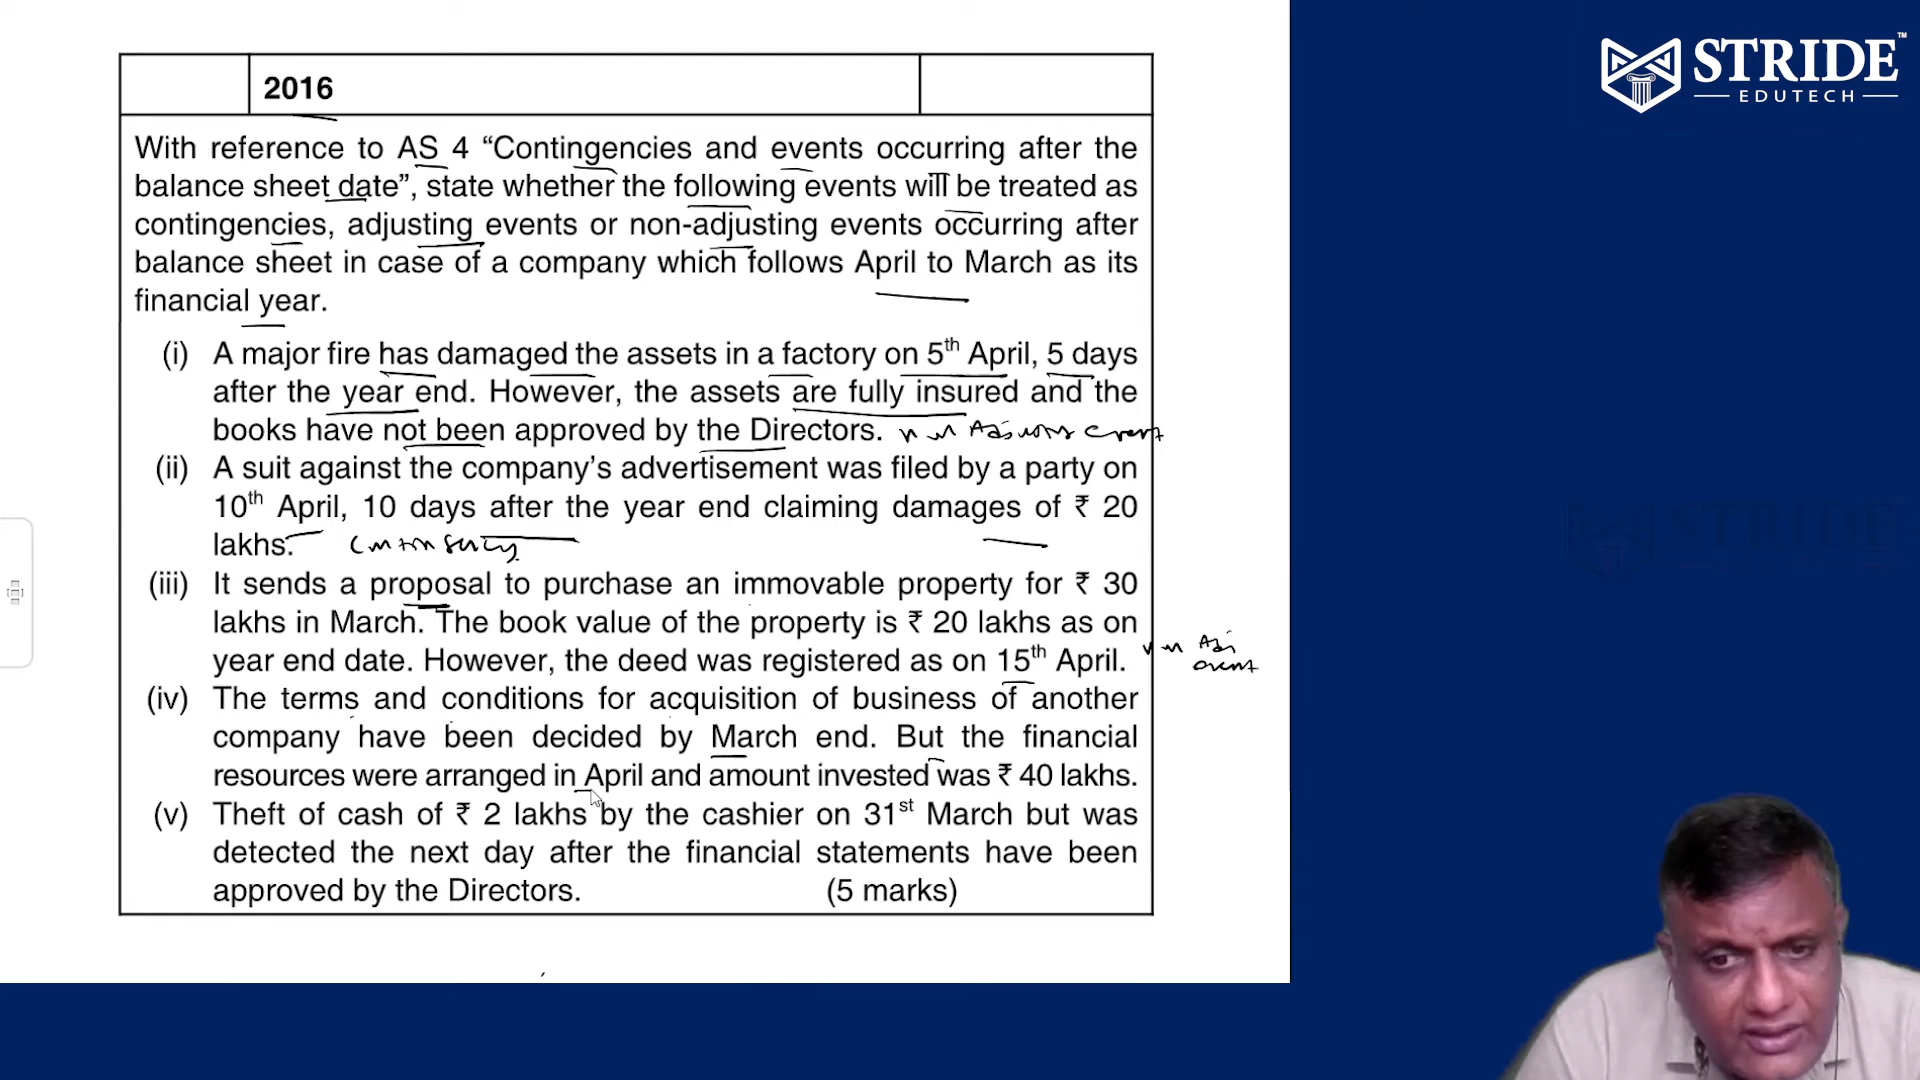 2016
With reference to AS 4 “Contingencies and events occurring after the
balance sheet date”, state whether the following events will be treated as
contingencies, adjusting events or non-adjusting events occurring after
balance sheet in case of a company which follows April to March as its
financial year.
(i) A major fire has damaged the assets in a factory on 5th April, 5 days
after the year end. However, the assets are fully insured and the
books have not been approved by the Directors.
(ii) A suit against the company’s advertisement was filed by a party on
10th April, 10 days after the year end claiming damages of ₹ 20
lakhs.
(iii) It sends a proposal to purchase an immovable property for ₹ 30
lakhs in March. The book value of the property is ₹ 20 lakhs as on
year end date. However, the deed was registered as on 15th April.
event
(iv) The terms and conditions for acquisition of business of another
company have been decided by March end. But the financial
resources were arranged in April and amount invested was ₹ 40 lakhs.
(v) Theft of cash of ₹ 2 lakhs by the cashier on 31st March but was
detected the next day after the financial statements have been
approved by the Directors. (5 marks)
STRIDE™
EDUTECH